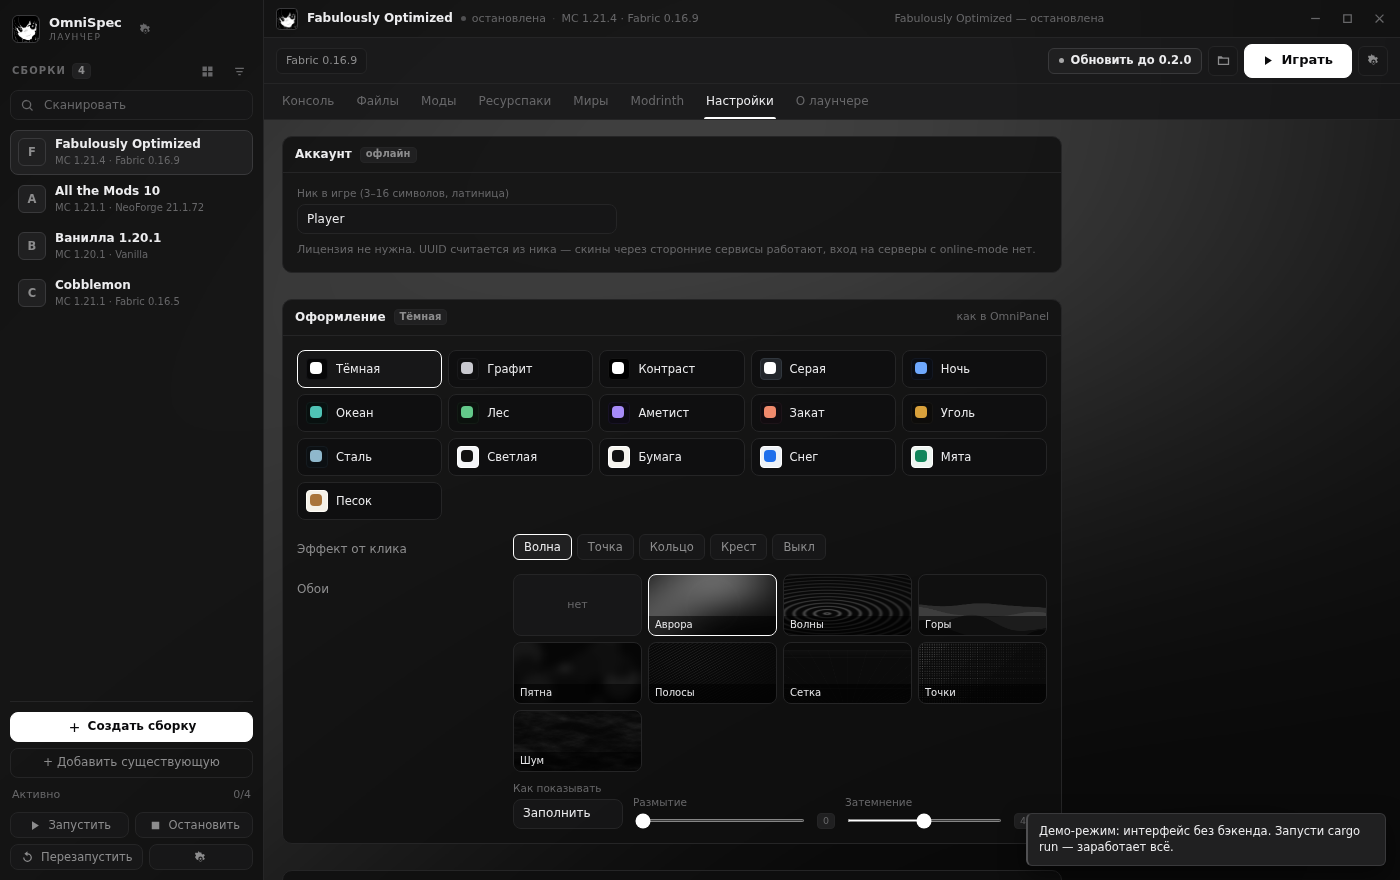 OmniSpec
ЛАУНЧЕР
СБОРКИ 4
Сканировать
F
Fabulously Optimized
MC 1.21.4 · Fabric 0.16.9
A
All the Mods 10
MC 1.21.1 · NeoForge 21.1.72
В
Ванилла 1.20.1
MC 1.20.1 · Vanilla
C
Cobblemon
MC 1.21.1 · Fabric 0.16.5
+ Создать сборку
+ Добавить существующую
Активно 0/4
Запустить
Остановить
Перезапустить
Fabulously Optimized остановлена · MC 1.21.4 · Fabric 0.16.9
Fabulously Optimized — остановлена
Fabric 0.16.9
Обновить до 0.2.0
Играть
Консоль Файлы Моды Ресурспаки Миры Modrinth Настройки О лаунчере
Аккаунт офлайн
Ник в игре (3–16 символов, латиница)
Player
Лицензия не нужна. UUID считается из ника — скины через сторонние сервисы работают, вход на серверы с online-mode нет.
Оформление Тёмная
как в OmniPanel
Тёмная Графит Контраст Серая Ночь
Океан Лес Аметист Закат Уголь
Сталь Светлая Бумага Снег Мята
Песок
Эффект от клика
Волна Точка Кольцо Крест Выкл
Обои
нет Аврора Волны Горы
Пятна Полосы Сетка Точки
Шум
Как показывать
Заполнить
Размытие
0
Затемнение
Демо-режим: интерфейс без бэкенда. Запусти cargo
run — заработает всё.